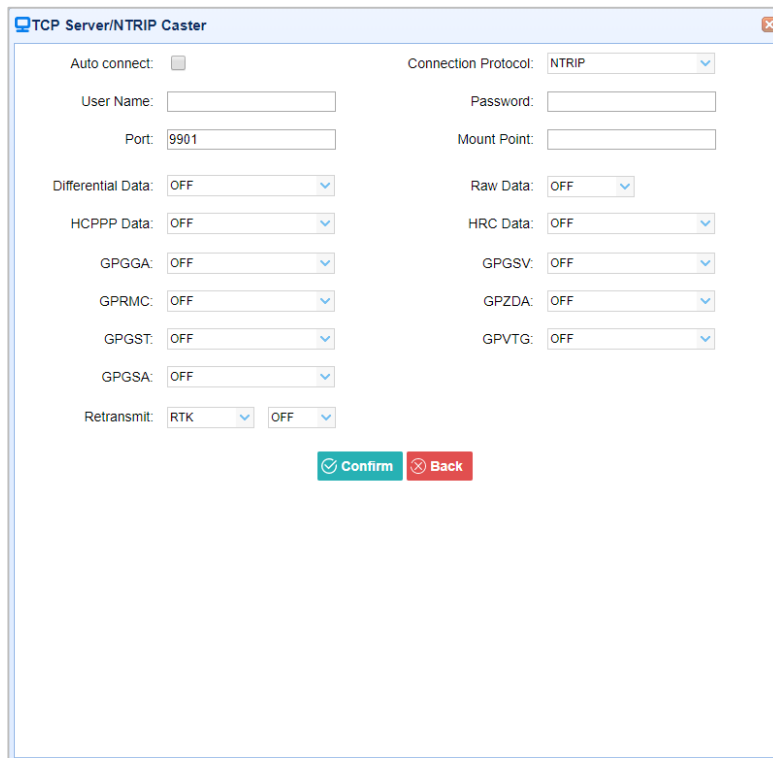 TCP Server/NTRIP Caster
Auto connect: Connection Protocol: NTRIP
User Name: Password:
Port: 9901 Mount Point:
Differential Data: OFF Raw Data: OFF
HCPPP Data: OFF HRC Data: OFF
GPGGA: OFF GPGSV: OFF
GPRMC: OFF GPZDA: OFF
GPGST: OFF GPVTG: OFF
GPGSA: OFF
Retransmit: RTK OFF
Confirm Back